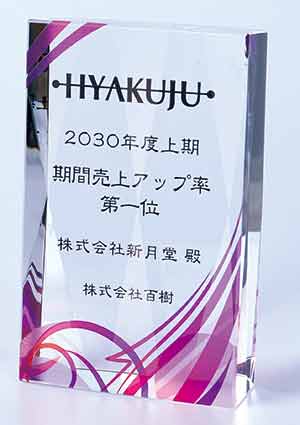 HYAKUJU
2030年度上期
期間売上アップ率
第一位
株式会社新月堂 殿
株式会社百樹